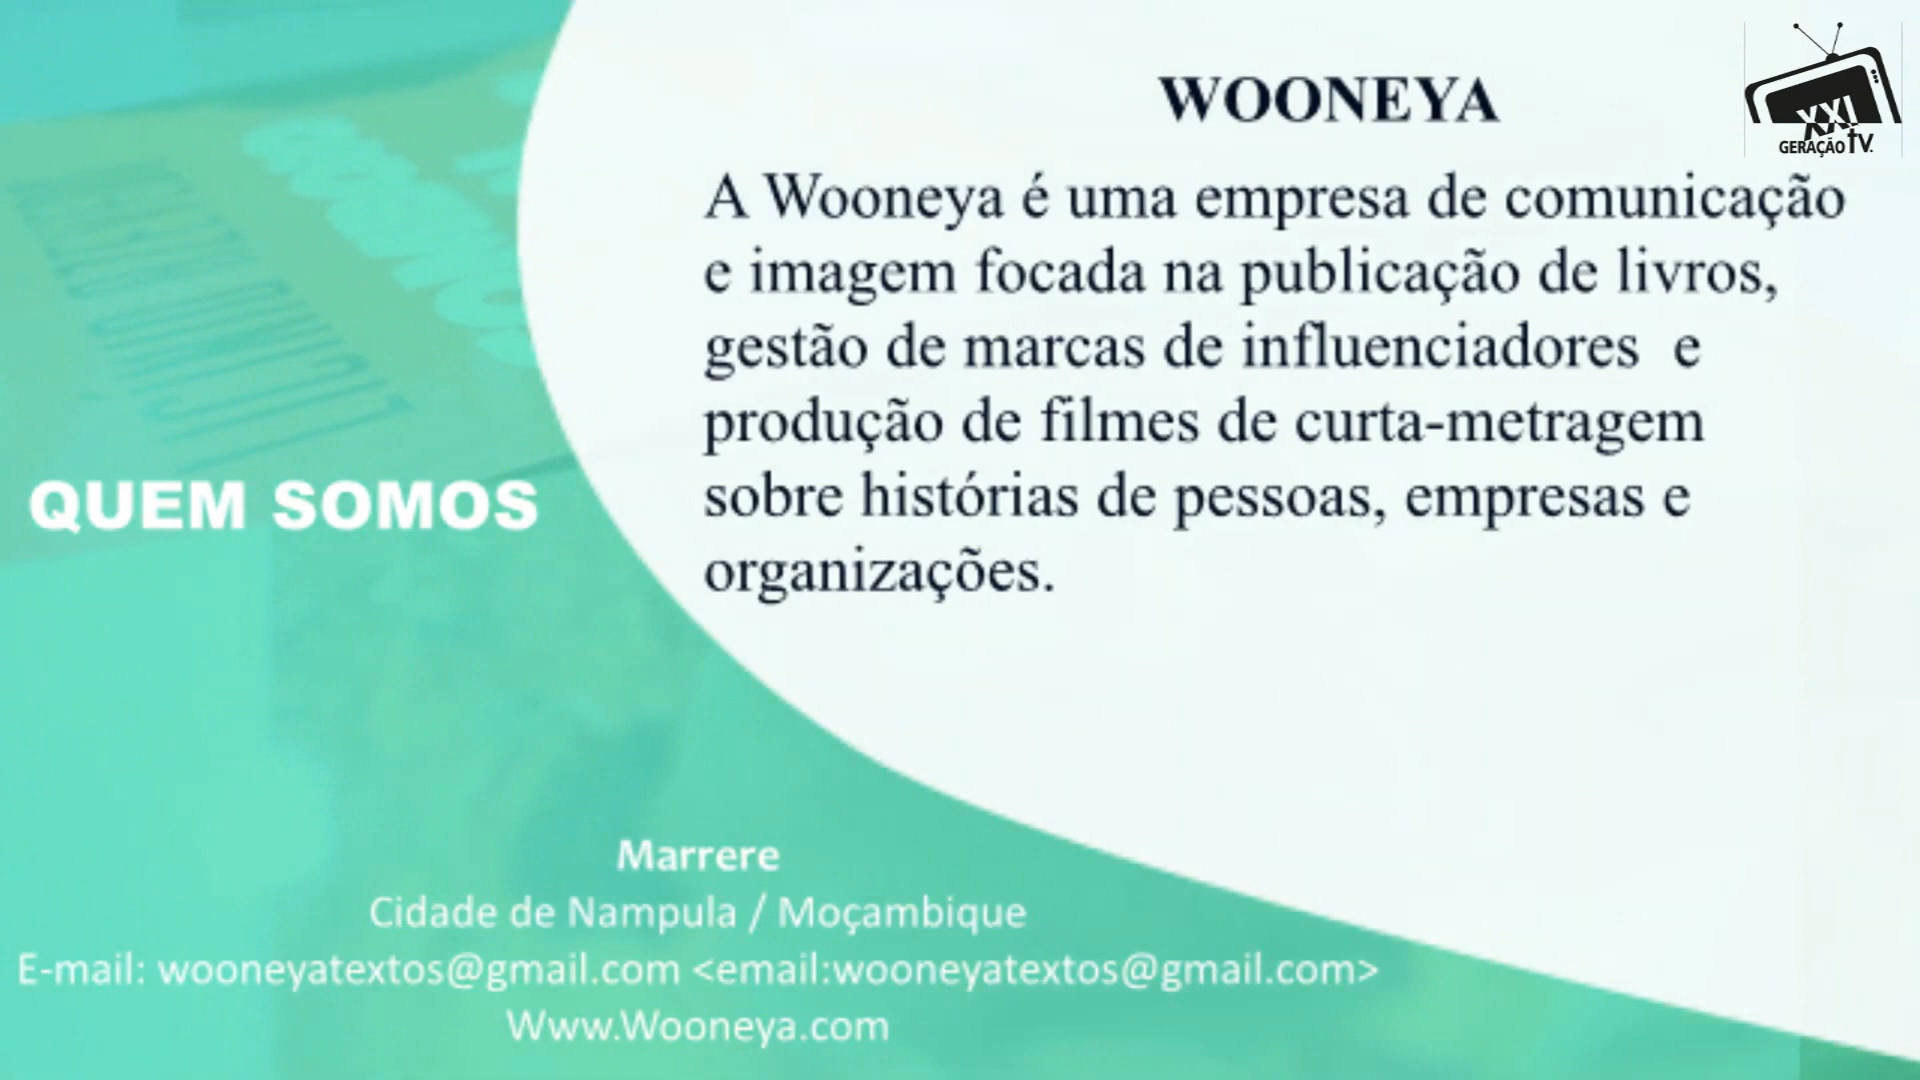 WOONEYA
A Wooneya é uma empresa de comunicação
e imagem focada na publicação de livros,
gestão de marcas de influenciadores e
produção de filmes de curta-metragem
sobre histórias de pessoas, empresas e
organizações.
QUEM SOMOS
Marrere
Cidade de Nampula / Moçambique
E-mail: wooneyatextos@gmail.com <email:wooneyatextos@gmail.com>
Www.Wooneya.com
XXI
GERAÇÃO TV.